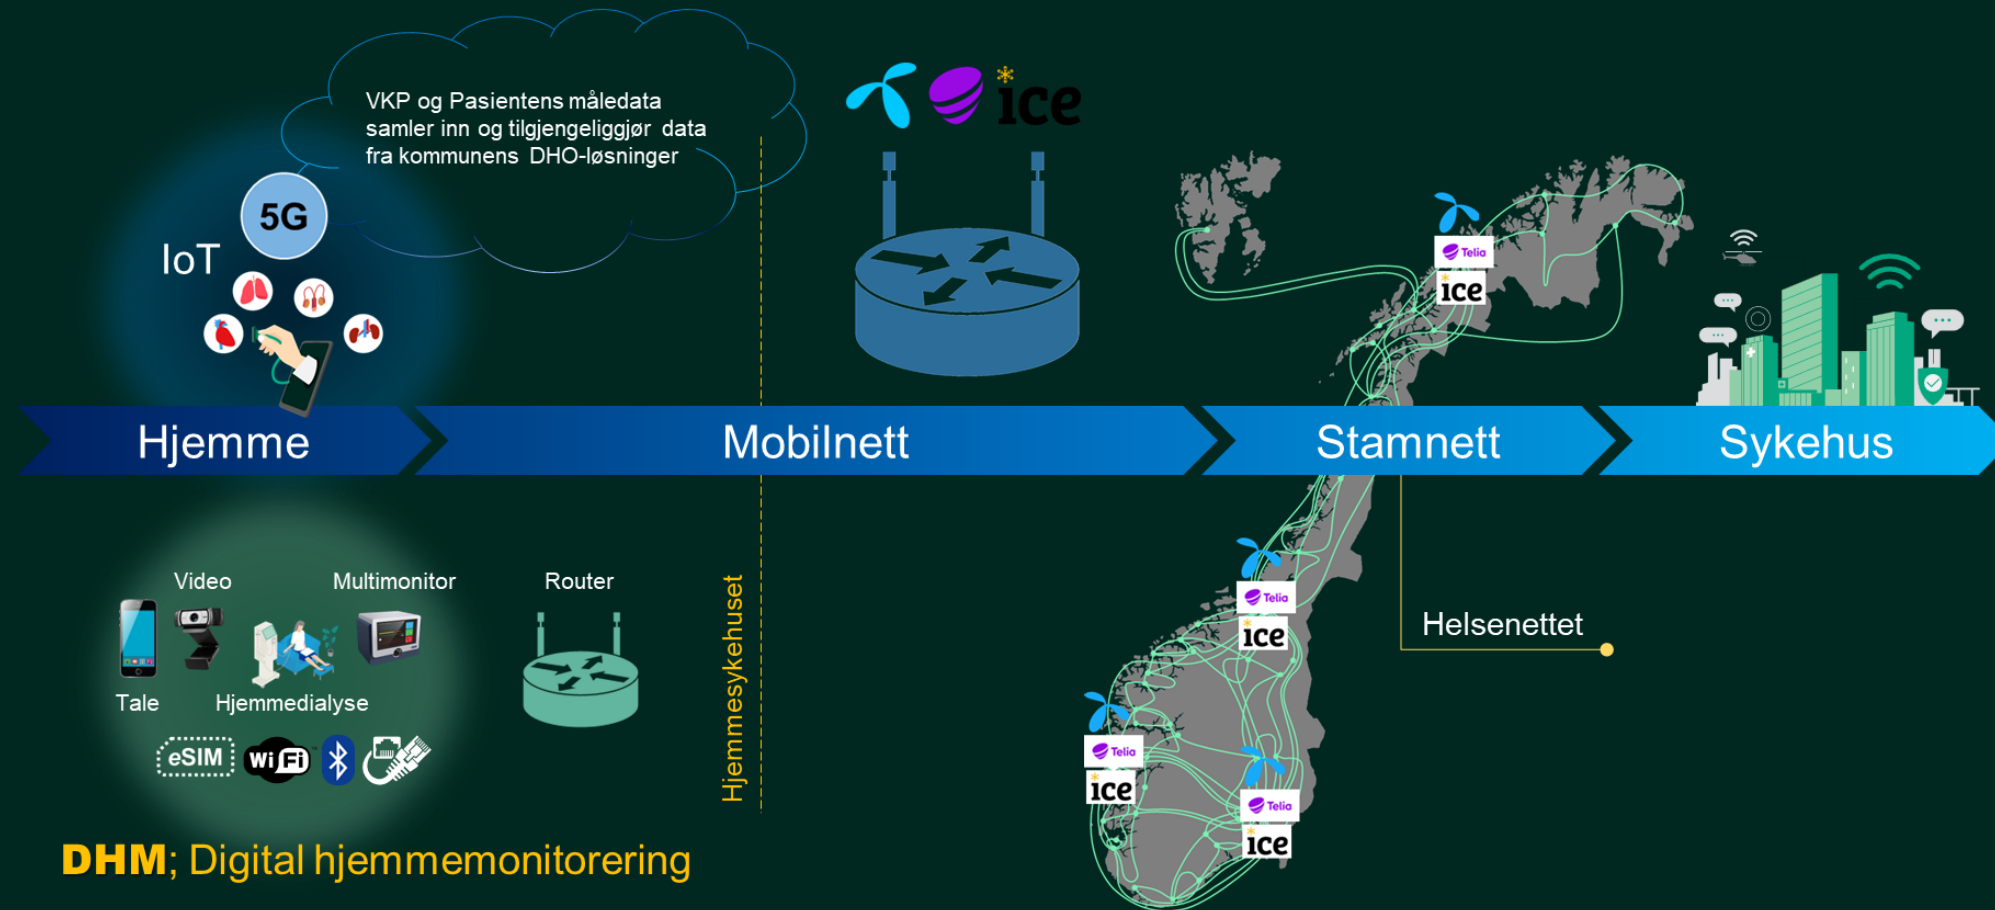 VKP og Pasientens måledata
samler inn og tilgjengeliggjør data
fra kommunens DHO-løsninger
ice
5G
IoT
Telia
ice
Hjemme
Mobilnett
Stamnett
Sykehus
Video
Multimonitor
Router
Tale
Hjemmedialyse
eSIM
WiFi
Hjemmesykehuset
Telia
ice
Helsenettet
Telia
ice
Telia
ice
DHM; Digital hjemmemonitorering